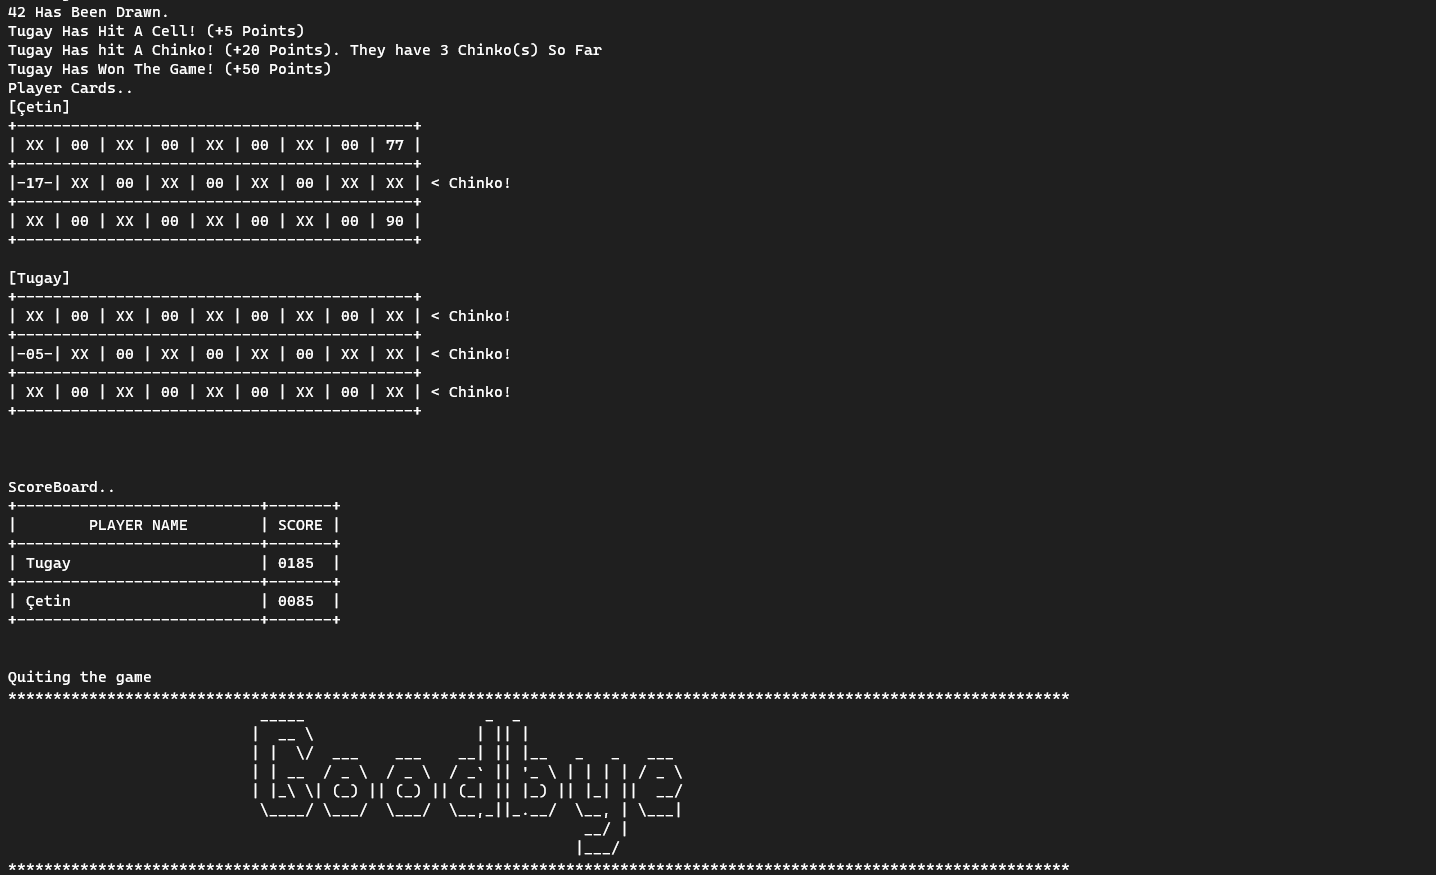 42 Has Been Drawn.
Tugay Has Hit A Cell! (+5 Points)
Tugay Has hit A Chinko! (+20 Points). They have 3 Chinko(s) So Far
Tugay Has Won The Game! (+50 Points)
Player Cards..
[Çetin]
+--------------------------------------------+
| XX | 00 | XX | 00 | XX | 00 | XX | 00 | 77 |
+--------------------------------------------+
|-17-| XX | 00 | XX | 00 | XX | 00 | XX | XX | < Chinko!
+--------------------------------------------+
| XX | 00 | XX | 00 | XX | 00 | XX | 00 | 90 |
+--------------------------------------------+
[Tugay]
+--------------------------------------------+
| XX | 00 | XX | 00 | XX | 00 | XX | 00 | XX | < Chinko!
+--------------------------------------------+
|-05-| XX | 00 | XX | 00 | XX | 00 | XX | XX | < Chinko!
+--------------------------------------------+
| XX | 00 | XX | 00 | XX | 00 | XX | 00 | XX | < Chinko!
+--------------------------------------------+
ScoreBoard..
+---------------------------+-------+
|        PLAYER NAME        | SCORE |
+---------------------------+-------+
| Tugay                     | 0185  |
+---------------------------+-------+
| Çetin                     | 0085  |
+---------------------------+-------+
Quiting the game
Goodbye